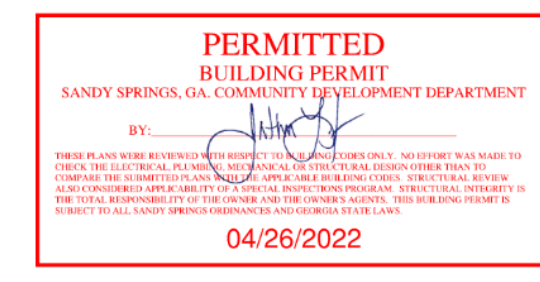 PERMITTED
BUILDING PERMIT
SANDY SPRINGS, GA. COMMUNITY DEVELOPMENT DEPARTMENT
BY:
THESE PLANS WERE REVIEWED WITH RESPECT TO BUILDING CODES ONLY. NO EFFORT WAS MADE TO
CHECK THE ELECTRICAL, PLUMBING, MECHANICAL OR STRUCTURAL DESIGN OTHER THAN TO
COMPARE THE SUBMITTED PLANS WITH THE APPLICABLE BUILDING CODES. STRUCTURAL REVIEW
ALSO CONSIDERED APPLICABILITY OF A SPECIAL INSPECTIONS PROGRAM. STRUCTURAL INTEGRITY IS
THE TOTAL RESPONSIBILITY OF THE OWNER AND THE OWNER'S AGENTS. THIS BUILDING PERMIT IS
SUBJECT TO ALL SANDY SPRINGS ORDINANCES AND GEORGIA STATE LAWS.
04/26/2022